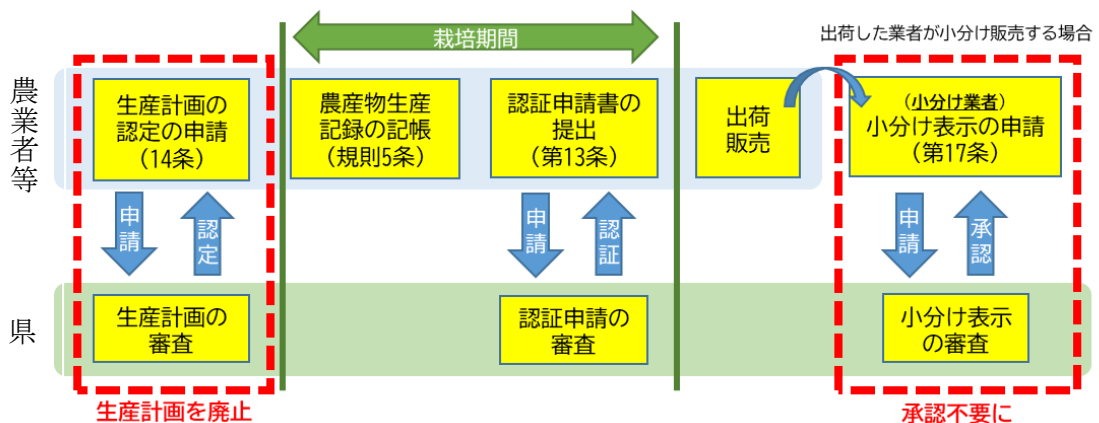 栽培期間
出荷した業者が小分け販売する場合
農業者等
生産計画の
認定の申請
（14条）
農産物生産
記録の記帳
（規則5条）
認証申請書の
提出
（第13条）
出荷
販売
（小分け業者）
小分け表示の申請
（第17条）
申請
認定
申請
認証
申請
承認
県
生産計画の
審査
認証申請の
審査
小分け表示
の審査
生産計画を廃止
承認不要に